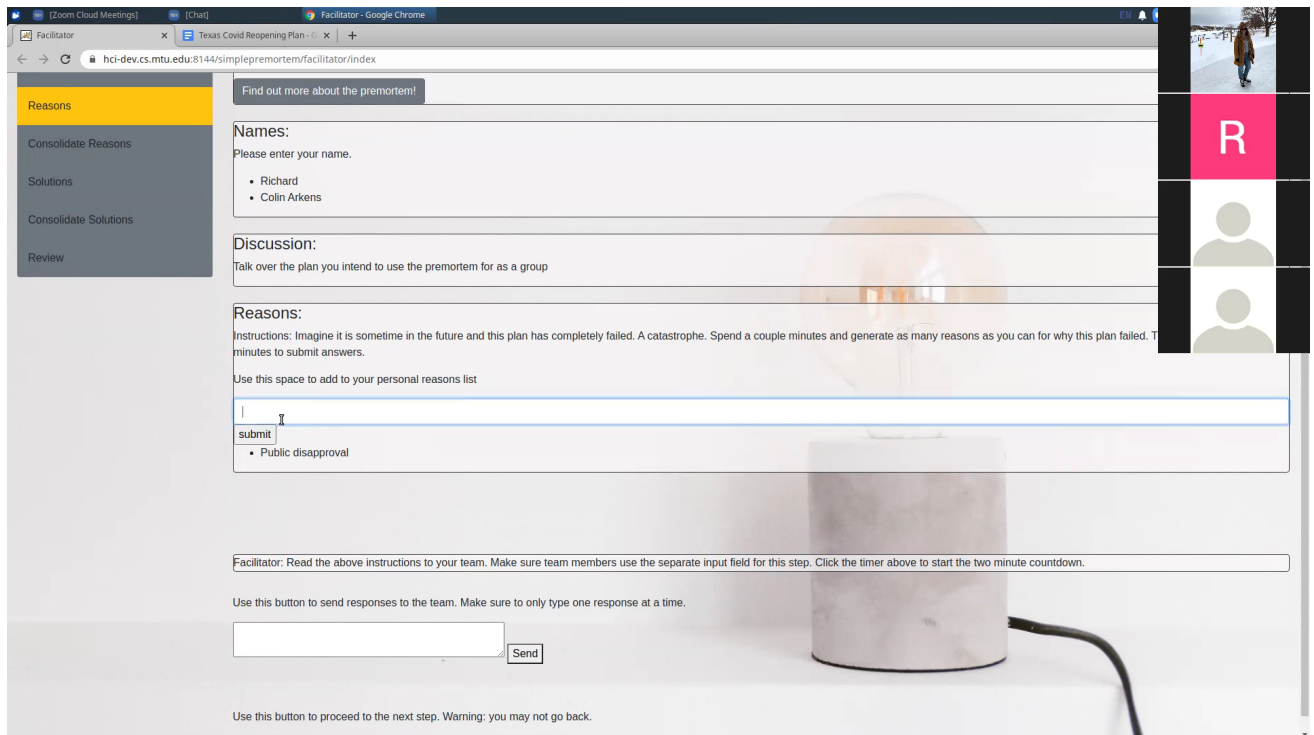 [Zoom Cloud Meetings]
[Chat]
Facilitator - Google Chrome
EN
Facilitator
Texas Covid Reopening Plan - G
hci-dev.cs.mtu.edu:8144/simplepremortem/facilitator/index
Find out more about the premortem!
Reasons
Consolidate Reasons
Solutions
Consolidate Solutions
Review
Names:
Please enter your name.
• Richard
• Colin Arkens
Discussion:
Talk over the plan you intend to use the premortem for as a group
Reasons:
Instructions: Imagine it is sometime in the future and this plan has completely failed. A catastrophe. Spend a couple minutes and generate as many reasons as you can for why this plan failed. T
minutes to submit answers.
Use this space to add to your personal reasons list
submit
• Public disapproval
Facilitator: Read the above instructions to your team. Make sure team members use the separate input field for this step. Click the timer above to start the two minute countdown.
Use this button to send responses to the team. Make sure to only type one response at a time.
Send
Use this button to proceed to the next step. Warning: you may not go back.
R